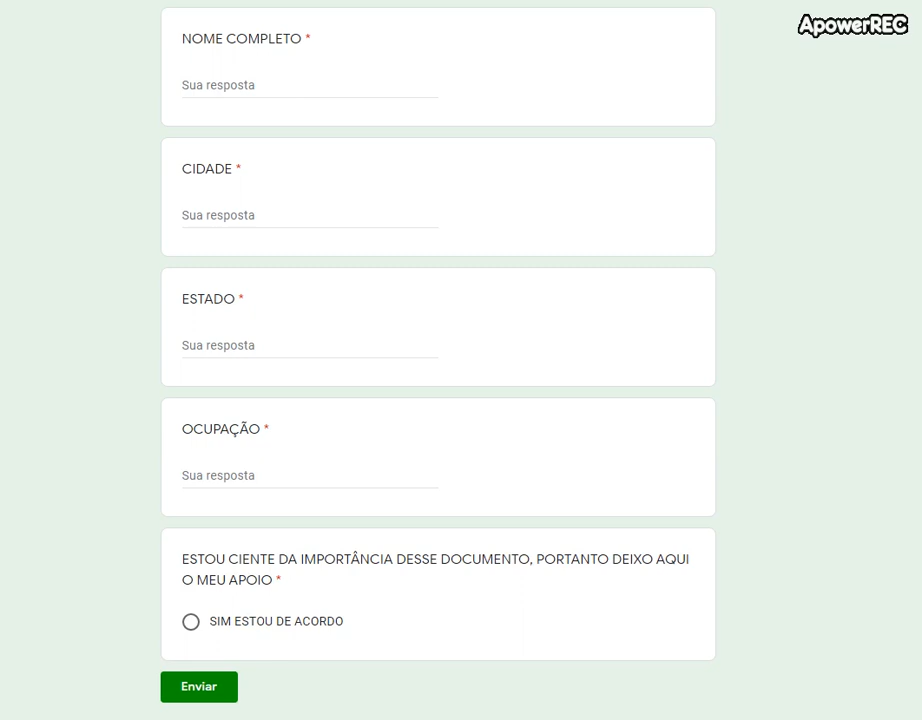 ApowerREC
NOME COMPLETO *
Sua resposta
CIDADE *
Sua resposta
ESTADO *
Sua resposta
OCUPAÇÃO *
Sua resposta
ESTOU CIENTE DA IMPORTÂNCIA DESSE DOCUMENTO, PORTANTO DEIXO AQUI
O MEU APOIO *
SIM ESTOU DE ACORDO
Enviar